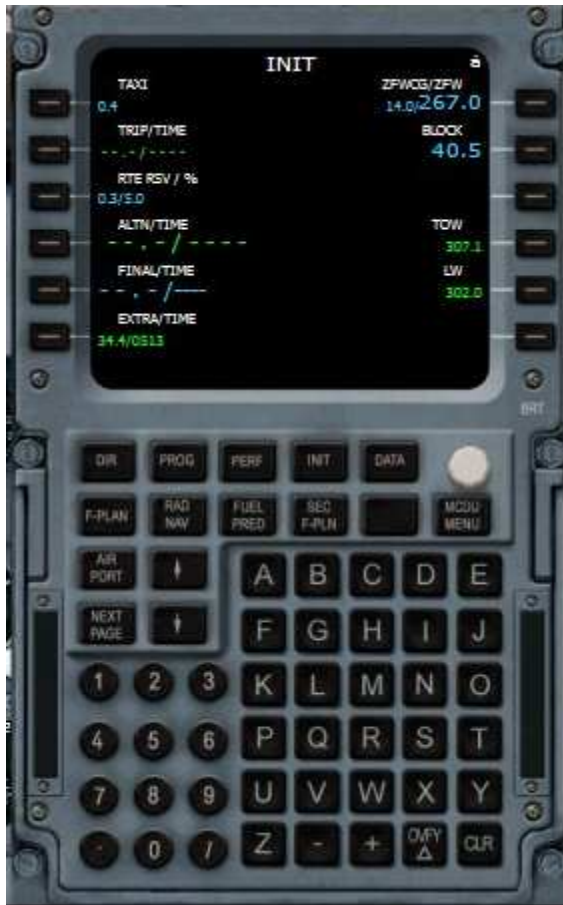 INIT
TAXI ZFWCG/ZFW
0.4 14.0/267.0
TRIP/TIME BLOCK
--.-/---- 40.5
RTE RSV / %
0.3/5.0
ALTN/TIME TOW
--.-/---- 307.1
FINAL/TIME LW
--.-/---- 302.0
EXTRA/TIME
34.4/0513
BRT
DIR PROG PERF INIT DATA
F-PLAN RAD NAV FUEL PRED SEC F-PLN MCDU MENU
AIR PORT
A B C D E
NEXT PAGE
F G H I J
1 2 3 K L M N O
4 5 6 P Q R S T
7 8 9 U V W X Y
. 0 / Z - + OVFY Δ CLR